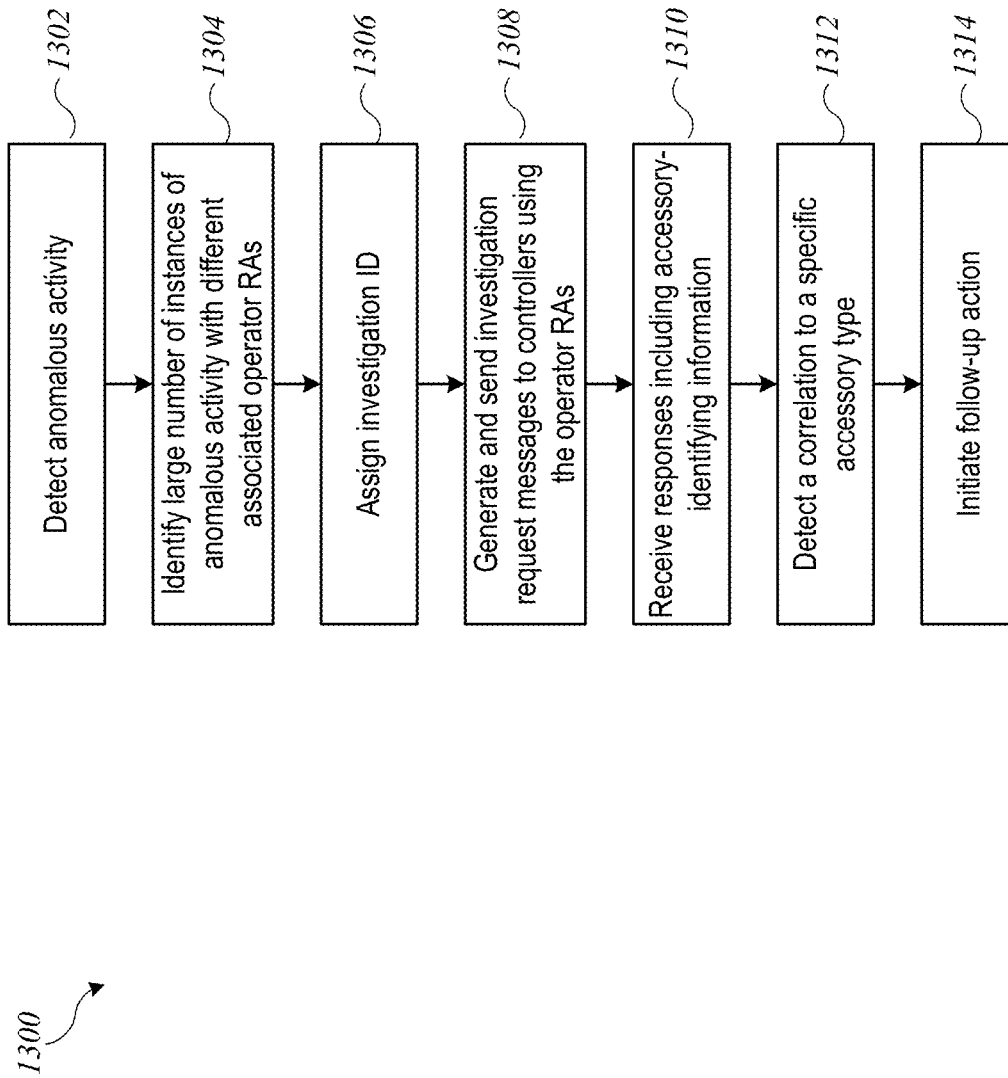 1300
Detect anomalous activity
1302
Identify large number of instances of
anomalous activity with different
associated operator RAs
1304
Assign investigation ID
1306
Generate and send investigation
request messages to controllers using
the operator RAs
1308
Receive responses including accessory-
identifying information
1310
Detect a correlation to a specific
accessory type
1312
Initiate follow-up action
1314